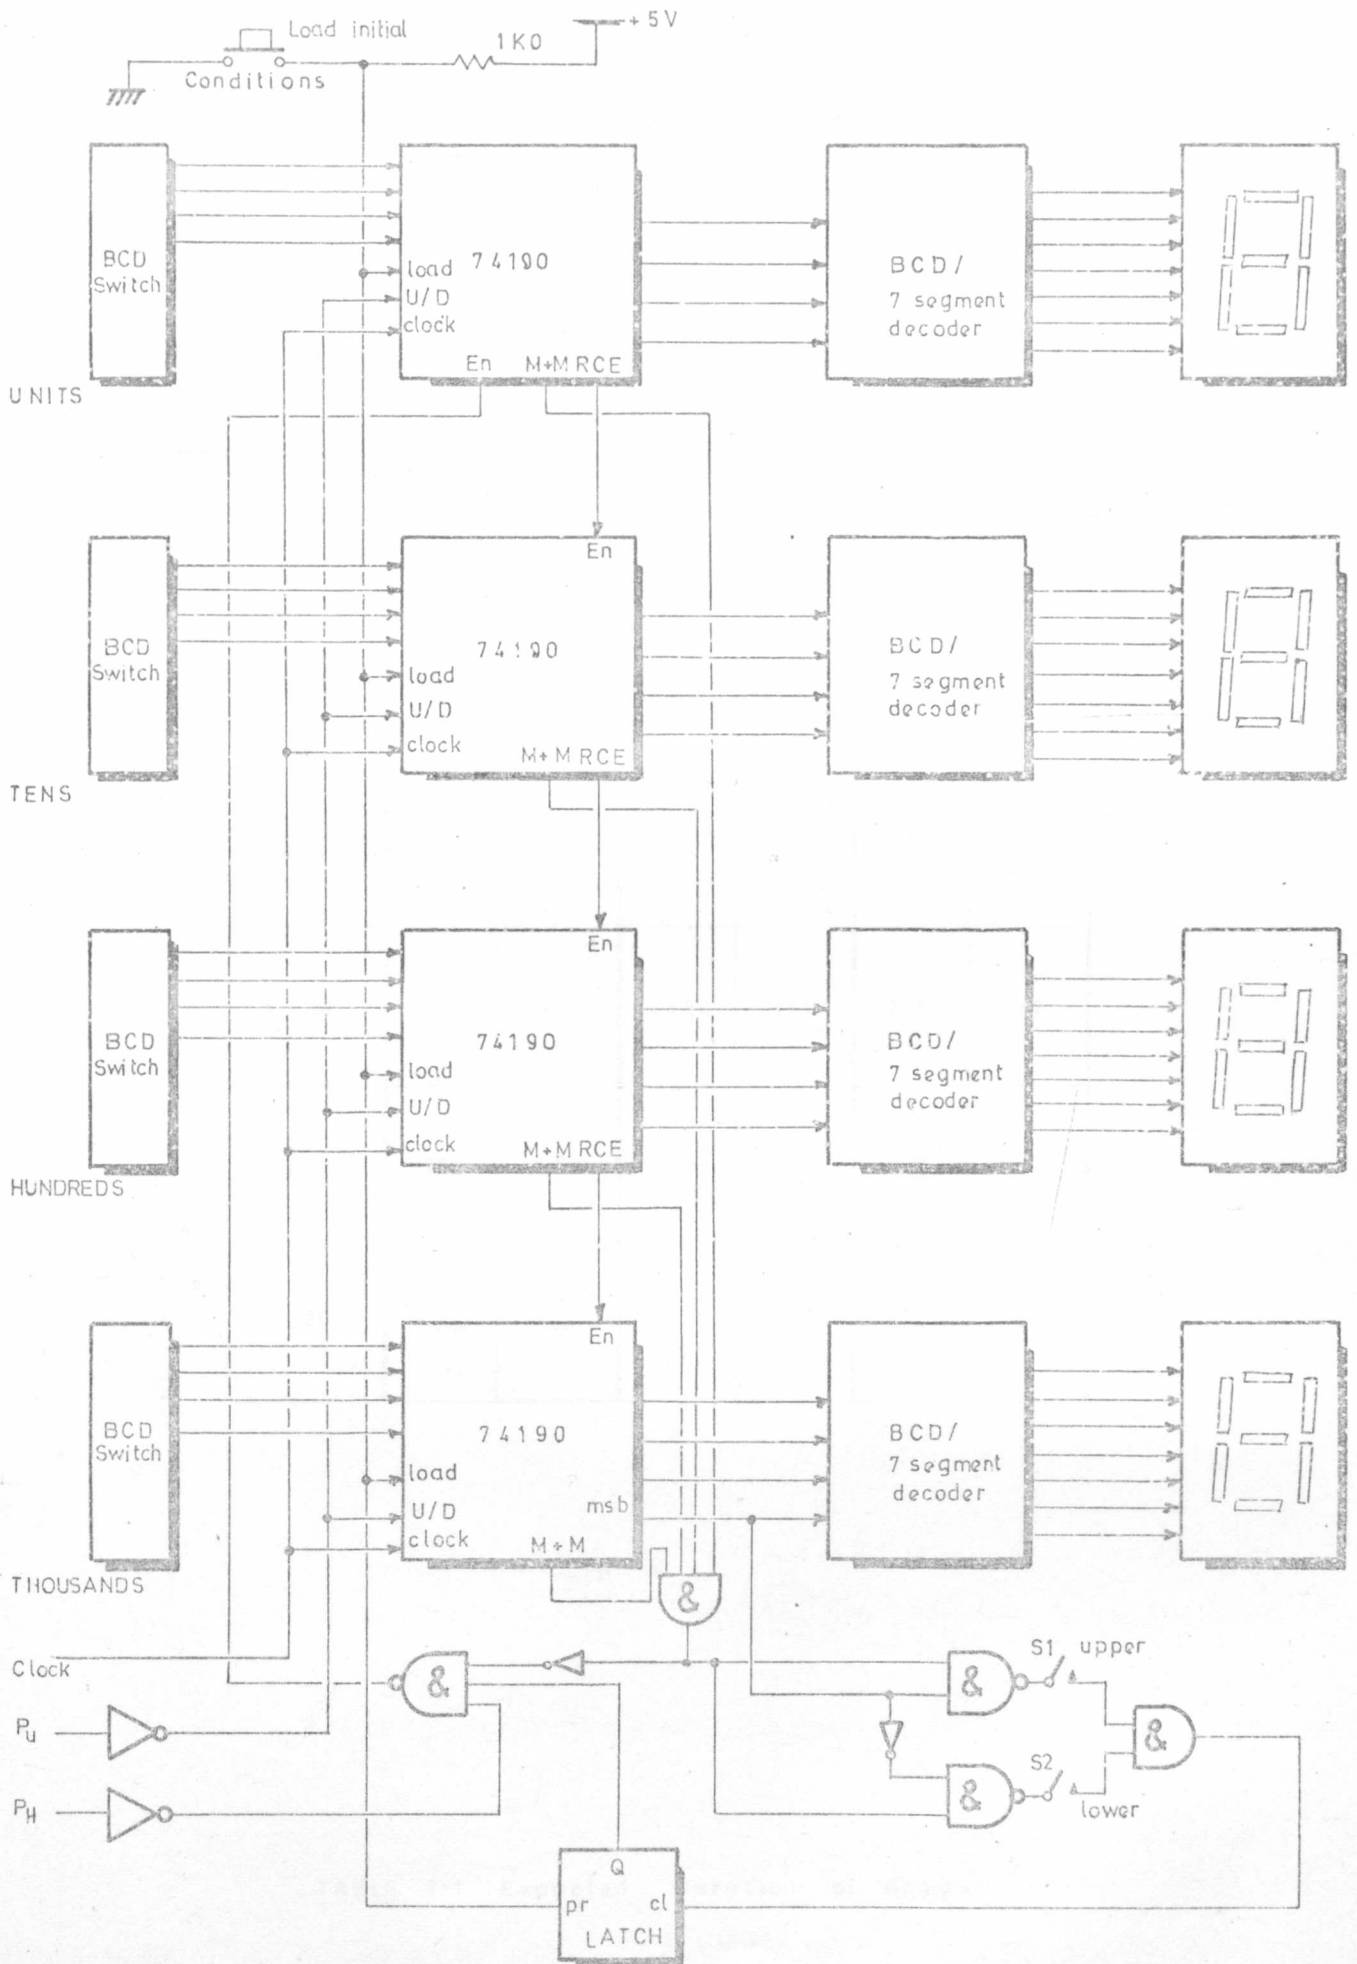 +5V
Load initial
1K0
Conditions
BCD
Switch
74190
load
U/D
clock
En M+M RCE
BCD/
7 segment
decoder
UNITS
En
BCD
Switch
74190
load
U/D
clock
M+M RCE
BCD/
7 segment
decoder
TENS
En
BCD
Switch
74190
load
U/D
clock
M+M RCE
BCD/
7 segment
decoder
HUNDREDS
En
BCD
Switch
74190
load
msb
U/D
clock
M+M
BCD/
7 segment
decoder
THOUSANDS
&
Clock
&
&
S1 upper
PU
&
S2
PH
&
lower
Q
pr cl
LATCH